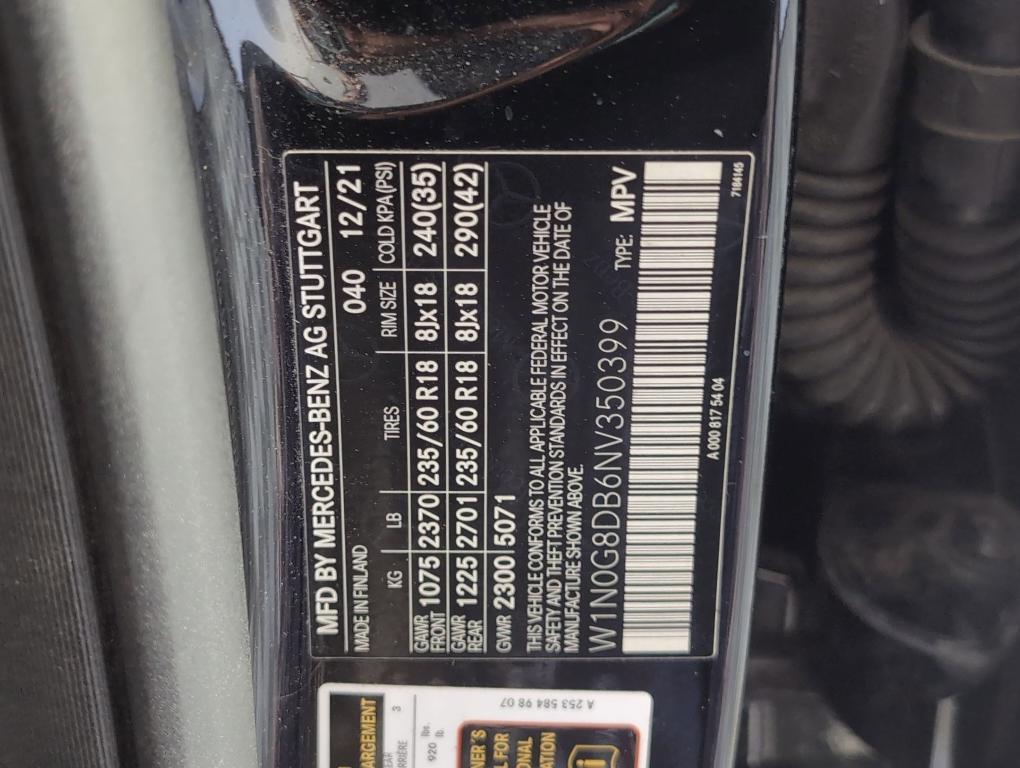 MFD BY MERCEDES-BENZ AG STUTTGART
MADE IN FINLAND 040 12/21
KG LB TIRES RIM SIZE COLD KPA (PSI)
GAWR FRONT 1075 2370 235/60 R18 8Jx18 240(35)
GAWR REAR 1225 2701 235/60 R18 8Jx18 290(42)
GVWR 2300 5071
THIS VEHICLE CONFORMS TO ALL APPLICABLE FEDERAL MOTOR VEHICLE
SAFETY AND THEFT PREVENTION STANDARDS IN EFFECT ON THE DATE OF
MANUFACTURE SHOWN ABOVE.
W1N0G8DB6NV350399 TYPE: MPV
A 000 817 54 04
7184145
ARGEMENT
3
920 lb.
lbs.
A 253 584 98 07